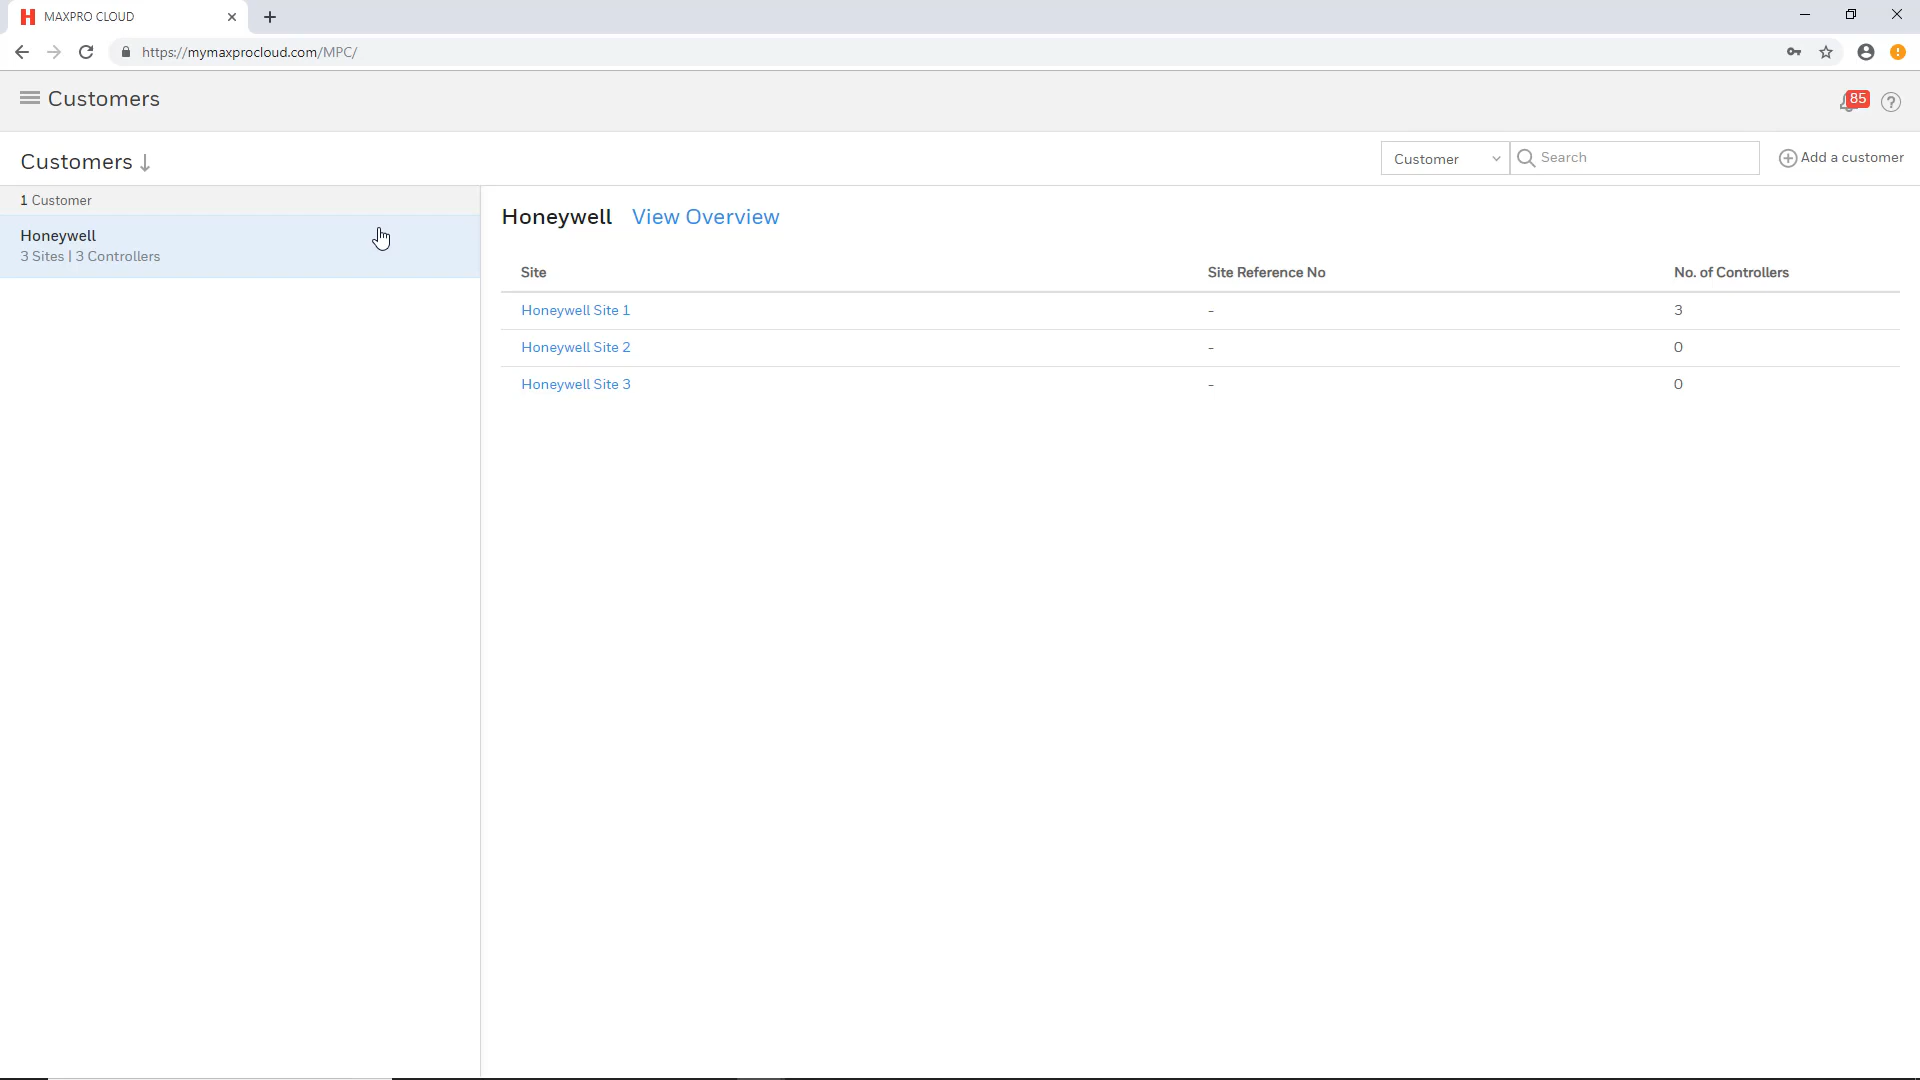 MAXPRO CLOUD
https://mymaxprocloud.com/MPC/
Customers
85
Customers
Customer
Search
Add a customer
1 Customer
Honeywell
3 Sites | 3 Controllers
Honeywell View Overview
Site Site Reference No No. of Controllers
Honeywell Site 1 - 3
Honeywell Site 2 - 0
Honeywell Site 3 - 0